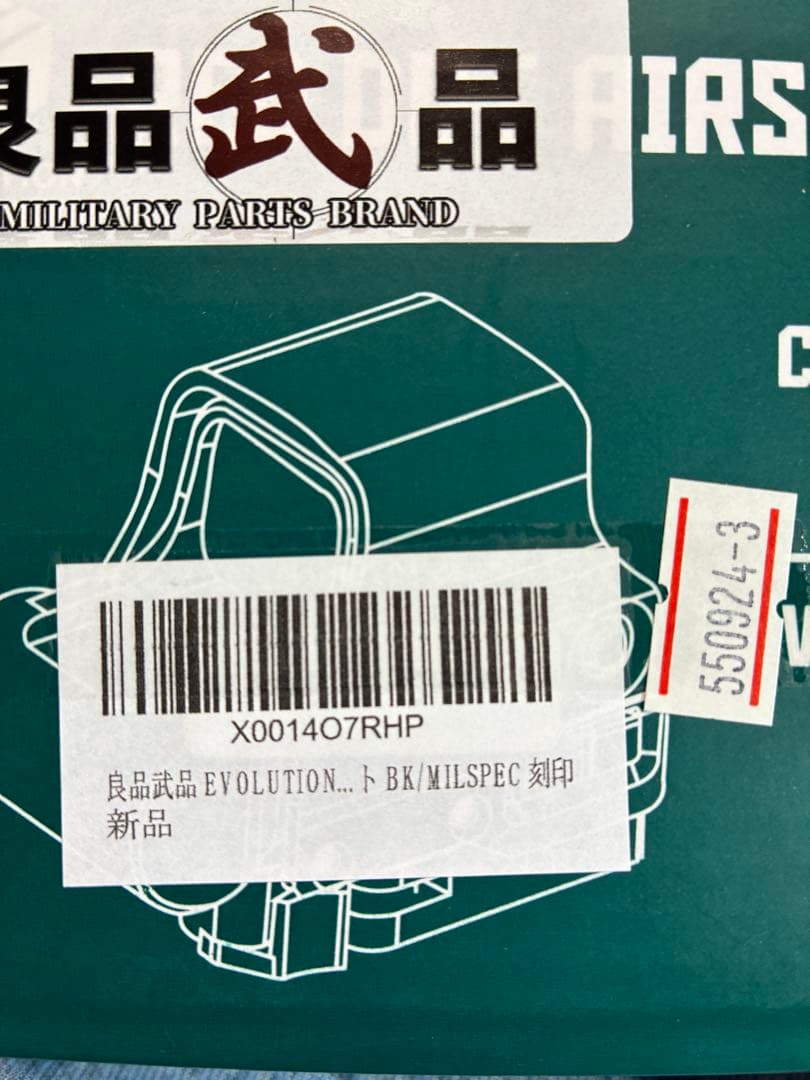 良品武品
AIRS
MILITARY PARTS BRAND
C
550924-3
X0014O7RHP
良品武品 EVOLUTION...ト BK/MILSPEC 刻印
新品